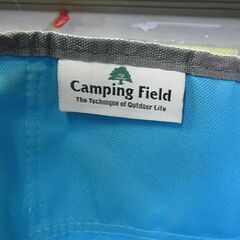 Camping Field
The Technique of Outdoor Life